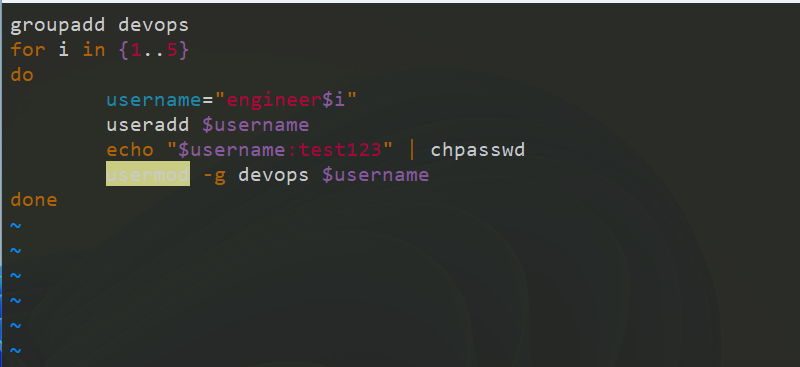 groupadd devops
for i in {1..5}
do
        username="engineer$i"
        useradd $username
        echo "$username:test123" | chpasswd
        usermod -g devops $username
done
~
~
~
~
~
~